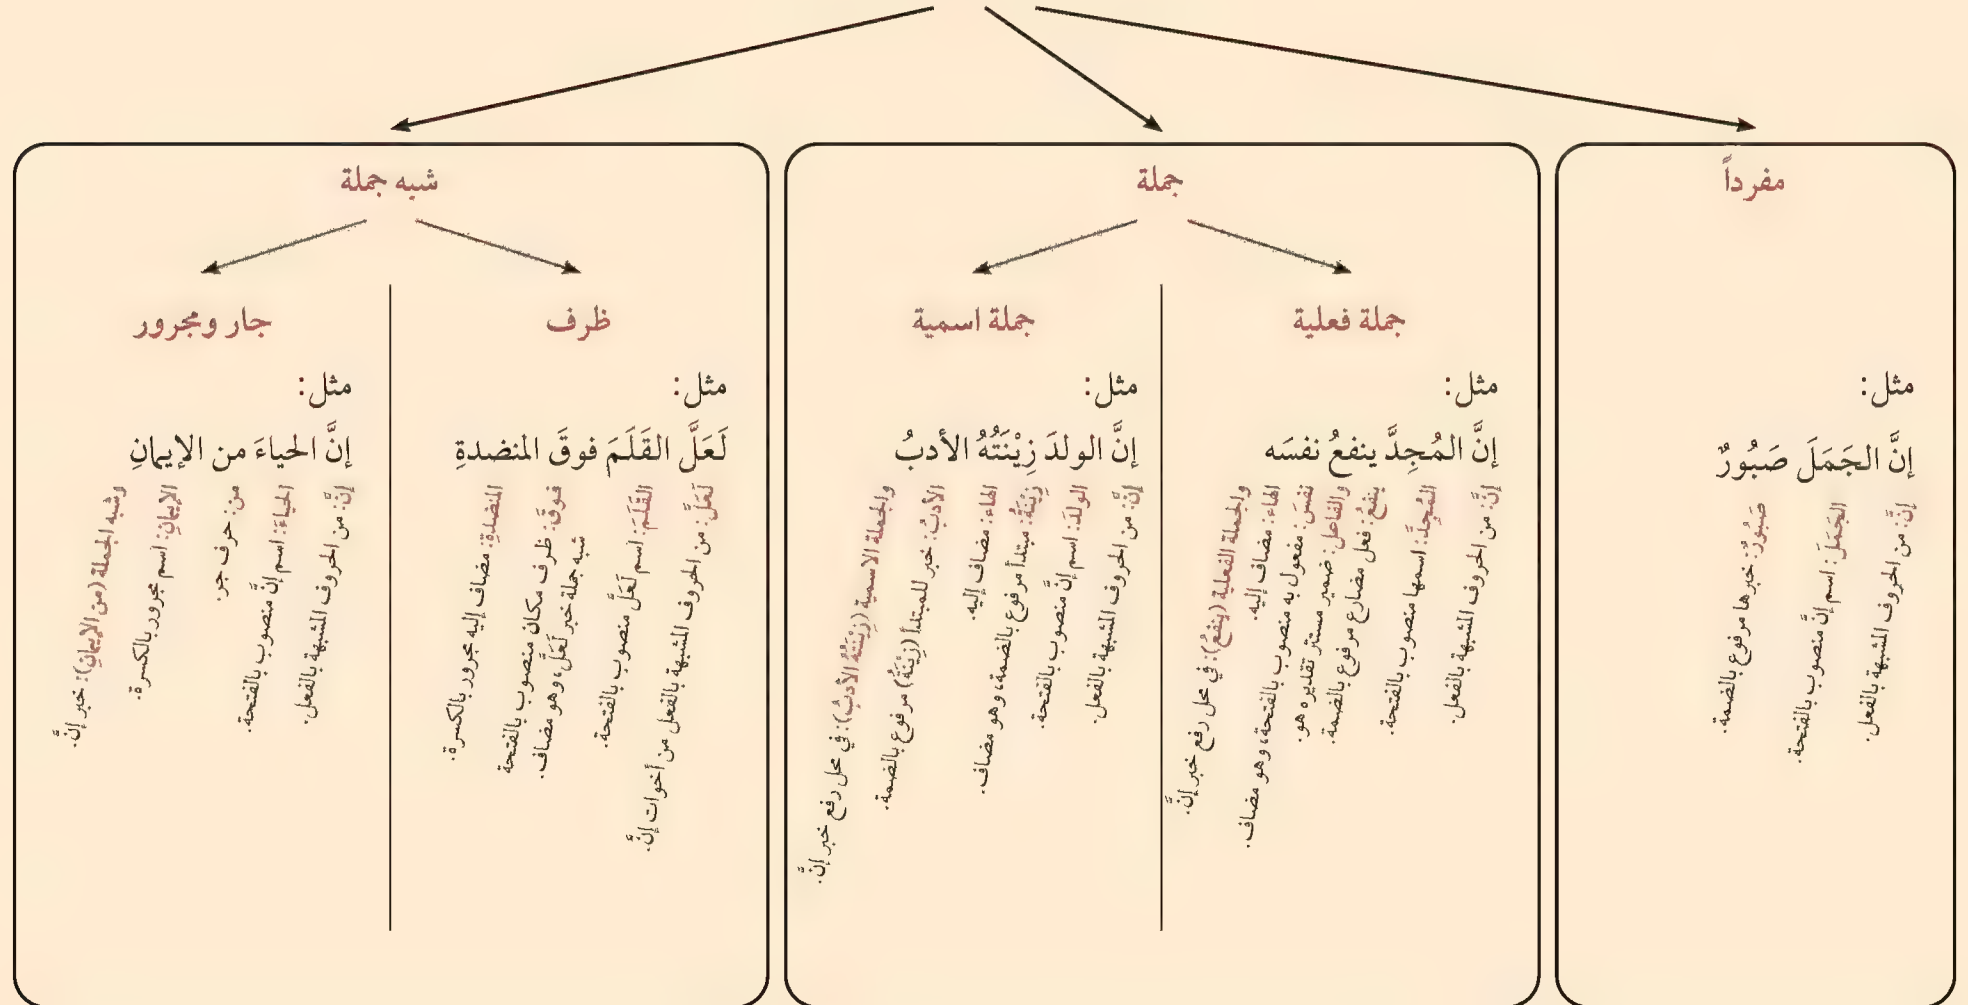 مفرداً
مثل:
إنَّ الجَمَلَ صَبُورٌ
إنَّ: من الحروف المشبهة بالفعل.
الجَمَلَ: اسم إنَّ منصوب بالفتحة.
صَبُورٌ: خبرها مرفوع بالضمة.
جملة
جملة فعلية
مثل:
إنَّ المُجِدَّ ينفعُ نفسَه
إنَّ: من الحروف المشبهة بالفعل.
المُجِدَّ: اسمها منصوب بالفتحة.
ينفعُ: فعل مضارع مرفوع بالضمة.
والفاعل: ضمير مستتر تقديره هو.
نفسَ: مفعول به منصوب بالفتحة، وهو مضاف.
الهاء: مضاف إليه.
والجملة الفعلية (ينفعُ): في محل رفع خبر إنَّ.
جملة اسمية
مثل:
إنَّ الولدَ زِيْنَتُهُ الأدبُ
إنَّ: من الحروف المشبهة بالفعل.
الولدَ: اسم إنَّ منصوب بالفتحة.
زِيْنَتُهُ: مبتدأ مرفوع بالضمة، وهو مضاف.
الهاء: مضاف إليه.
الأدبُ: خبر للمبتدأ (زِيْنَتُهُ) مرفوع بالضمة.
والجملة الاسمية (زِيْنَتُهُ الأدبُ): في محل رفع خبر إنَّ.
شبه جملة
ظرف
مثل:
لَعَلَّ القَلَمَ فوقَ المنضدةِ
لَعَلَّ: من الحروف المشبهة بالفعل من أخوات إنَّ.
القَلَمَ: اسم لَعَلَّ منصوب بالفتحة.
فوقَ: ظرف مكان منصوب بالفتحة
شبه جملة خبر لَعَلَّ، وهو مضاف.
المنضدةِ: مضاف إليه مجرور بالكسرة.
جار ومجرور
مثل:
إنَّ الحياءَ من الإيمانِ
إنَّ: من الحروف المشبهة بالفعل.
الحياءَ: اسم إنَّ منصوب بالفتحة.
من: حرف جر.
الإيمانِ: اسم مجرور بالكسرة.
وشبه الجملة (من الإيمانِ): خبر إنَّ.